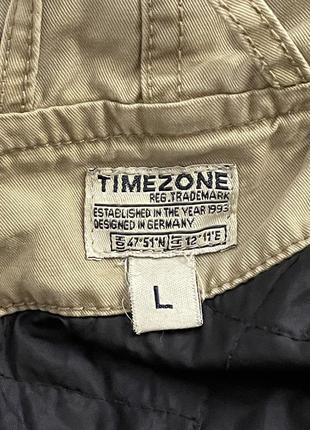 TIMEZONE
REG.TRADEMARK
ESTABLISHED IN THE YEAR 1993
DESIGNED IN GERMANY
47°51"N 12°11"E
L